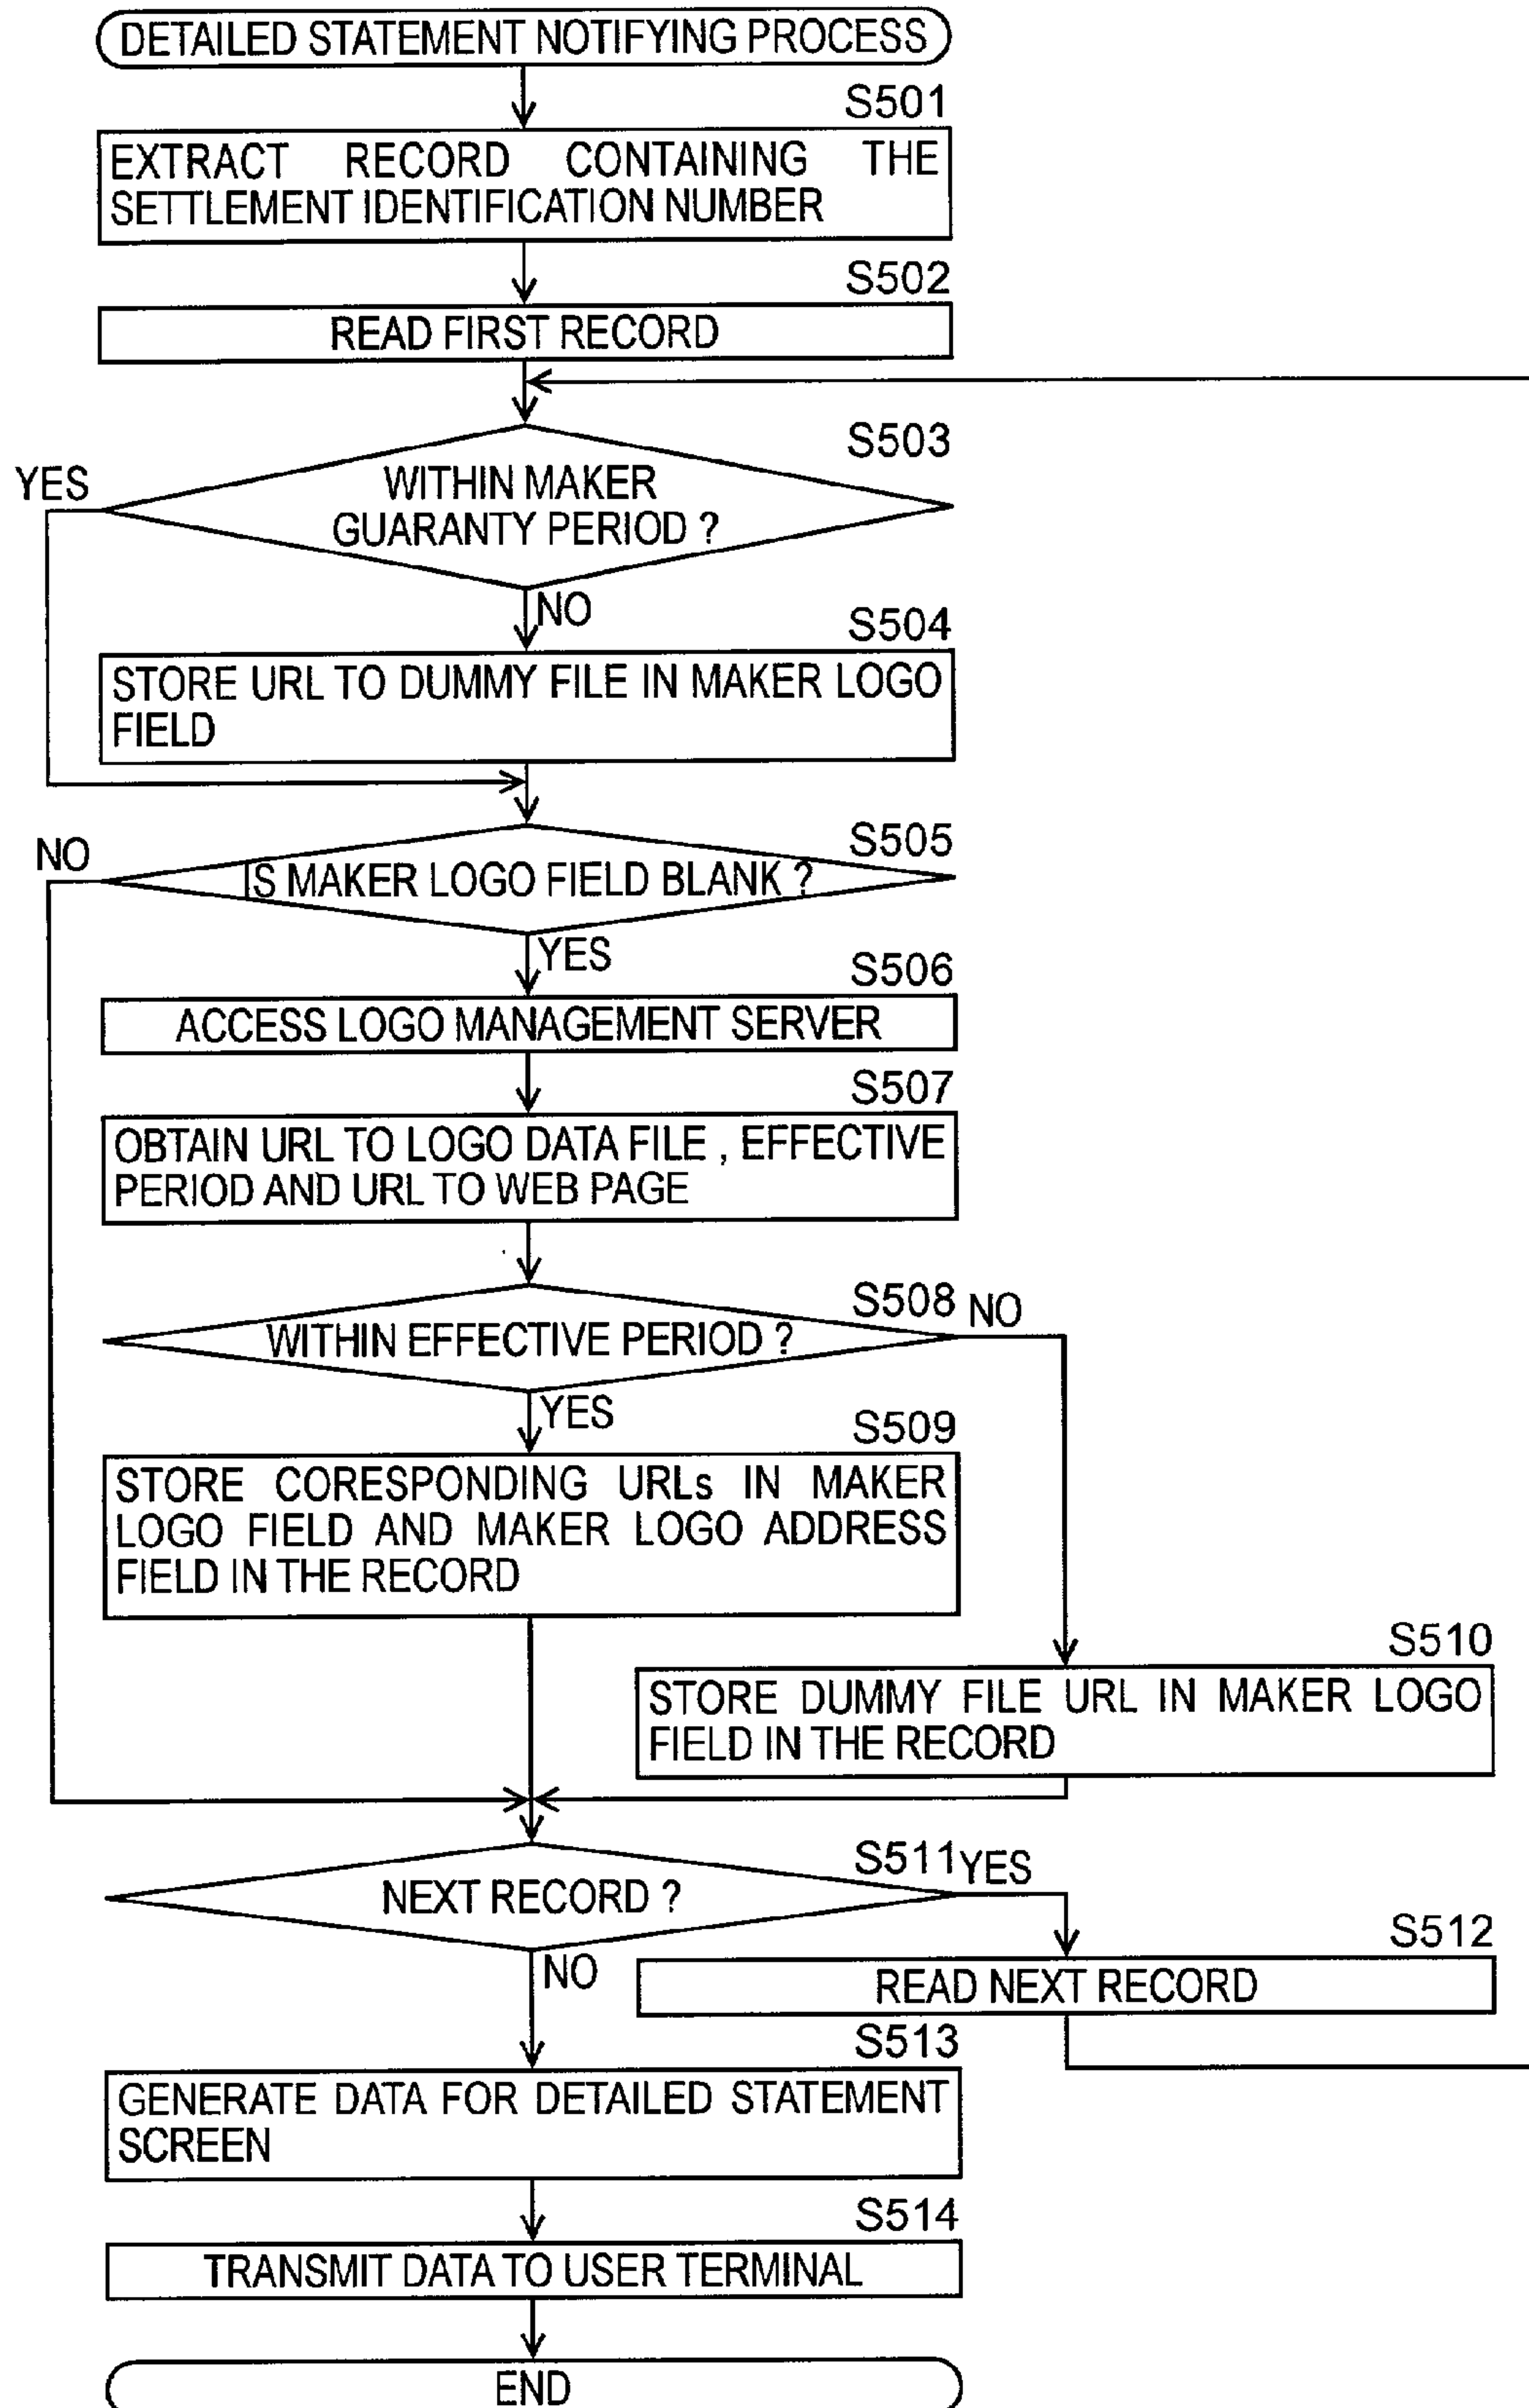 DETAILED STATEMENT NOTIFYING PROCESS
S501
EXTRACT RECORD CONTAINING THE
SETTLEMENT IDENTIFICATION NUMBER
S502
READ FIRST RECORD
S503
YES
WITHIN MAKER
GUARANTY PERIOD ?
NO
S504
STORE URL TO DUMMY FILE IN MAKER LOGO
FIELD
S505
NO
IS MAKER LOGO FIELD BLANK ?
YES
S506
ACCESS LOGO MANAGEMENT SERVER
S507
OBTAIN URL TO LOGO DATA FILE , EFFECTIVE
PERIOD AND URL TO WEB PAGE
S508
NO
WITHIN EFFECTIVE PERIOD ?
YES
S509
STORE CORESPONDING URLs IN MAKER
LOGO FIELD AND MAKER LOGO ADDRESS
FIELD IN THE RECORD
S510
STORE DUMMY FILE URL IN MAKER LOGO
FIELD IN THE RECORD
S511
YES
NEXT RECORD ?
NO
S512
READ NEXT RECORD
S513
GENERATE DATA FOR DETAILED STATEMENT
SCREEN
S514
TRANSMIT DATA TO USER TERMINAL
END